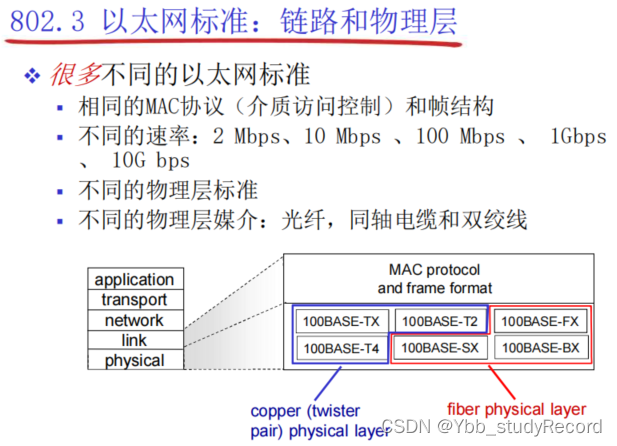 802.3 以太网标准：链路和物理层
❖ 很多不同的以太网标准
▪ 相同的MAC协议（介质访问控制）和帧结构
▪ 不同的速率：2 Mbps、10 Mbps 、100 Mbps 、 1Gbps
、 10G bps
▪ 不同的物理层标准
▪ 不同的物理层媒介：光纤，同轴电缆和双绞线
application
transport
network
link
physical
MAC protocol
and frame format
100BASE-TX
100BASE-T2
100BASE-FX
100BASE-T4
100BASE-SX
100BASE-BX
copper (twister
pair) physical layer
fiber physical layer
CSDN @Ybb_studyRecord